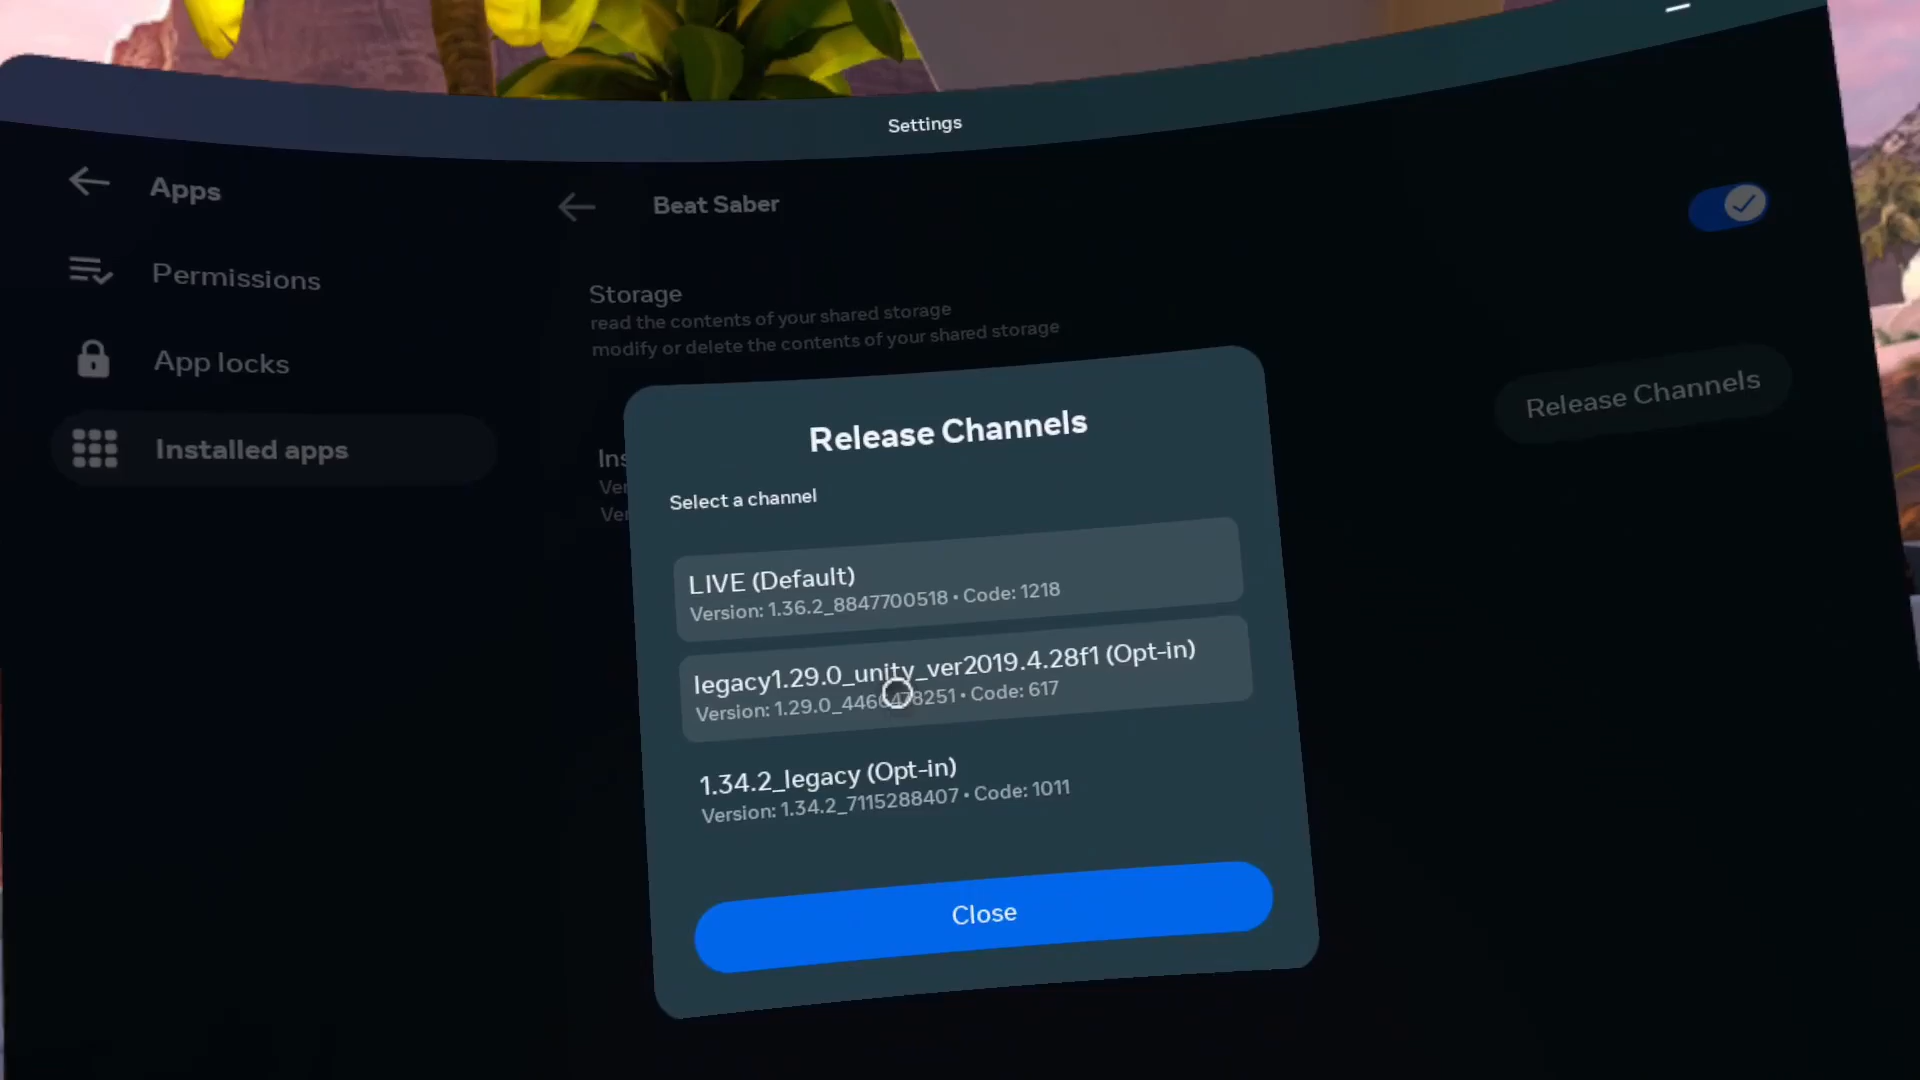 Settings
Apps
Permissions
App locks
Installed apps
Beat Saber
Storage
read the contents of your shared storage
modify or delete the contents of your shared storage
Release Channels
Release Channels
Select a channel
LIVE (Default)
Version: 1.36.2_8847700518 • Code: 1218
legacy1.29.0_unity_ver2019.4.28f1 (Opt-in)
Version: • Code: 617
1.34.2_legacy (Opt-in)
Version: 1.34.2_7115288407 • Code: 1011
Close